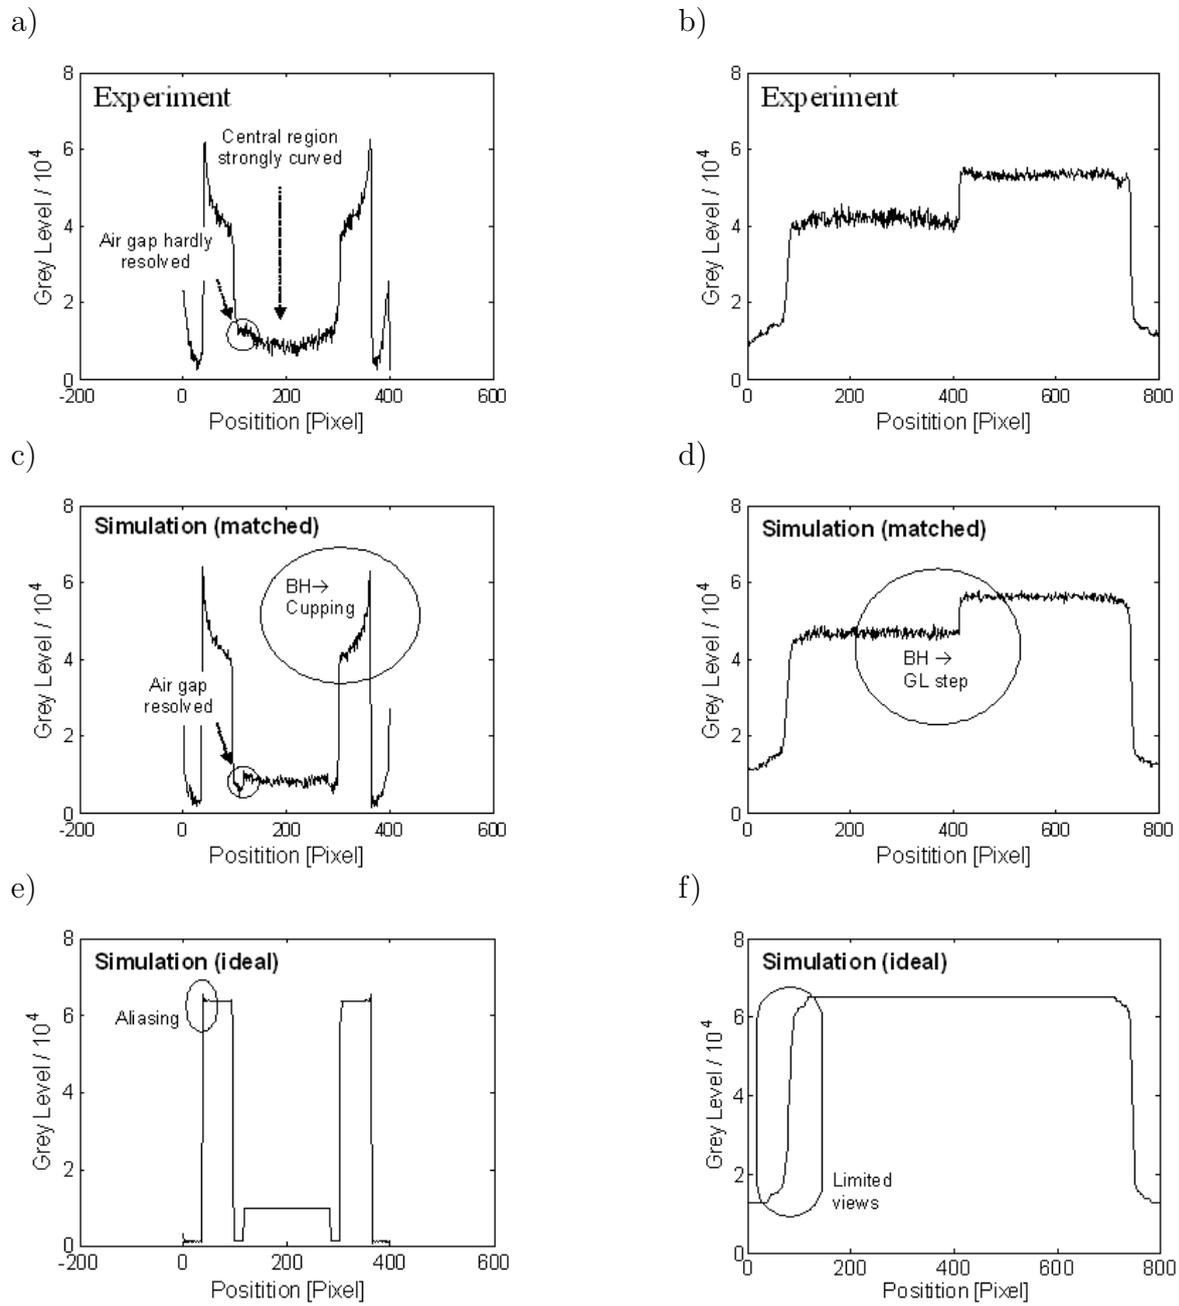 a)
Experiment
Central region
strongly curved
Air gap hardly
resolved
Grey Level / 10^4
8
6
4
2
0
-200 0 200 400 600
Positition [Pixel]
b)
Experiment
Grey Level / 10^4
8
6
4
2
0
0 200 400 600 800
Positition [Pixel]
c)
Simulation (matched)
BH→
Cupping
Air gap
resolved
Grey Level / 10^4
8
6
4
2
0
-200 0 200 400 600
Positition [Pixel]
d)
Simulation (matched)
BH →
GL step
Grey Level / 10^4
8
6
4
2
0
0 200 400 600 800
Positition [Pixel]
e)
Simulation (ideal)
Aliasing
Grey Level / 10^4
8
6
4
2
0
-200 0 200 400 600
Positition [Pixel]
f)
Simulation (ideal)
Limited
views
Grey Level / 10^4
8
6
4
2
0
0 200 400 600 800
Positition [Pixel]